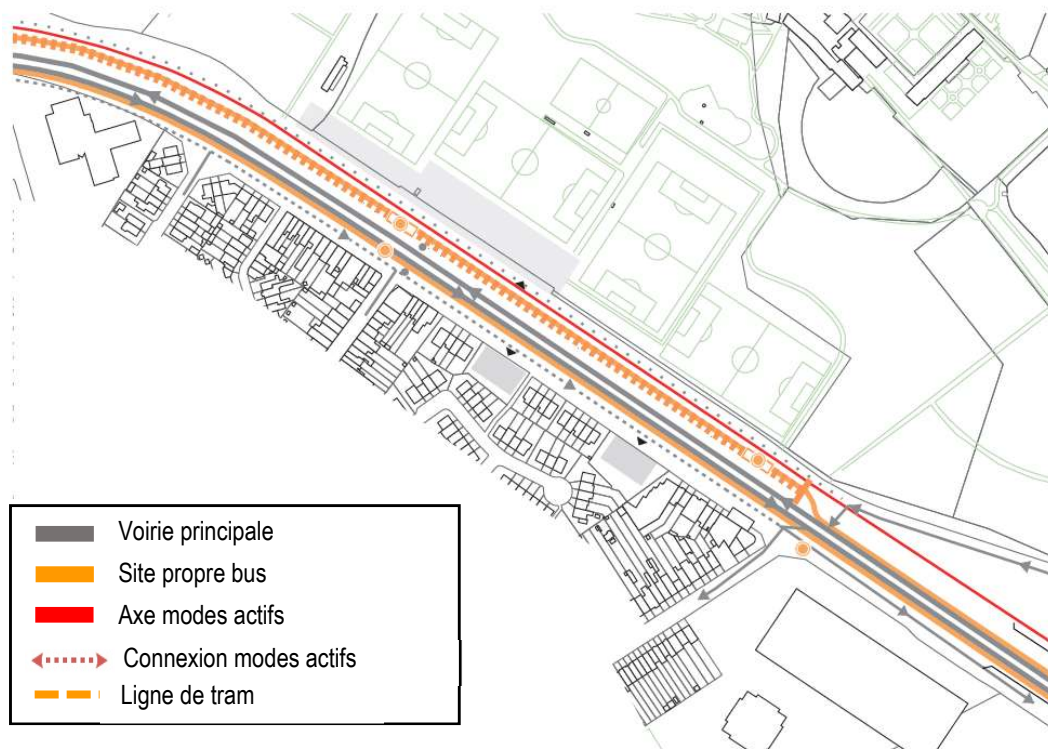 Voirie principale
Site propre bus
Axe modes actifs
Connexion modes actifs
Ligne de tram